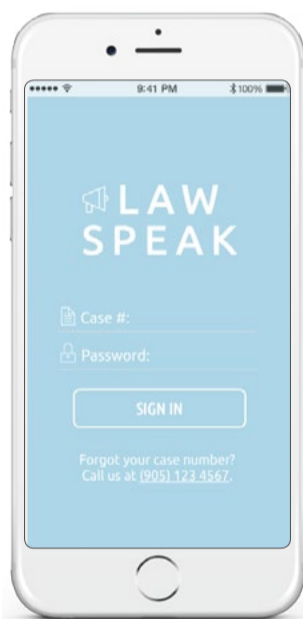 9:41 PM 100%
LAW
SPEAK
Case #:
Password:
SIGN IN
Forgot your case number?
Call us at (905) 123 4567.